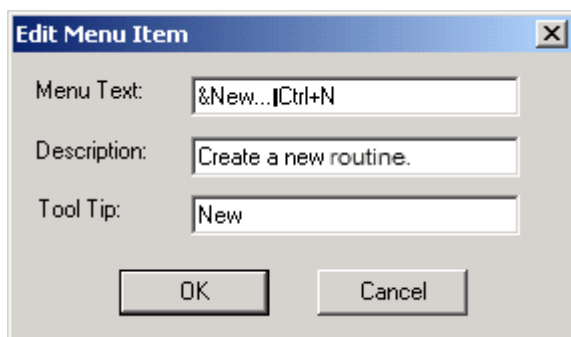 Edit Menu Item
Menu Text: &New...|Ctrl+N
Description: Create a new routine.
Tool Tip: New
OK Cancel